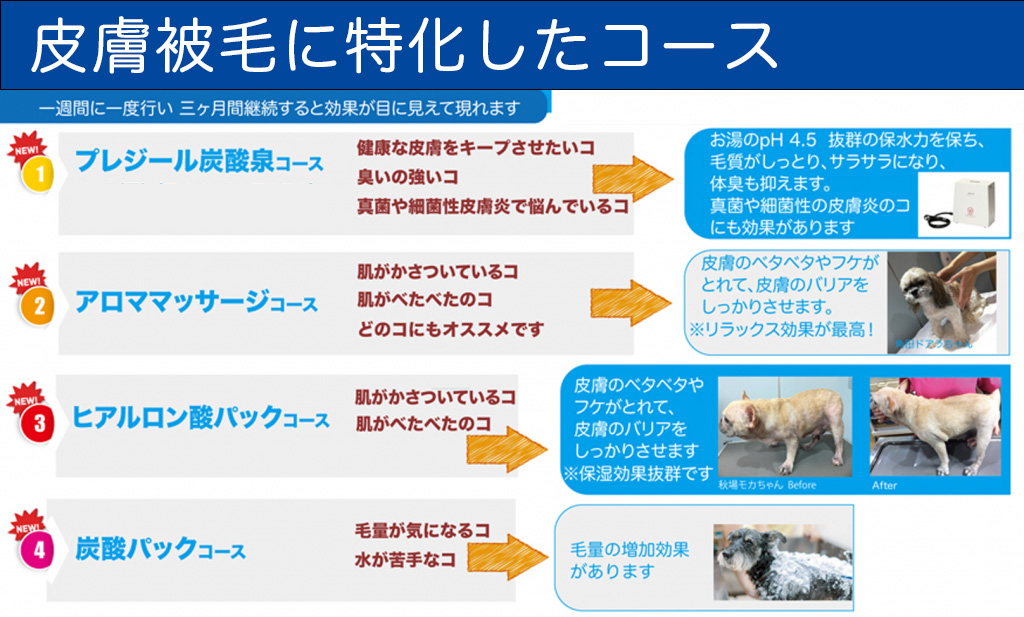 皮膚被毛に特化したコース
一週間に一度行い 三ヶ月間継続すると効果が目に見えて現れます
NEW!
1
プレジール炭酸泉コース
健康な皮膚をキープさせたいコ
臭いの強いコ
真菌や細菌性皮膚炎で悩んでいるコ
お湯のpH 4.5 抜群の保水力を保ち、
毛質がしっとり、サラサラになり、
体臭も抑えます。
真菌や細菌性の皮膚炎のコ
にも効果があります
NEW!
2
アロママッサージコース
肌がかさついているコ
肌がべたべたのコ
どのコにもオススメです
皮膚のベタベタやフケが
とれて、皮膚のバリアを
しっかりさせます。
※リラックス効果が最高!
NEW!
3
ヒアルロン酸パックコース
肌がかさついているコ
肌がべたべたのコ
皮膚のベタベタや
フケがとれて、
皮膚のバリアを
しっかりさせます
※保湿効果抜群です
秋場モカちゃん Before
After
NEW!
4
炭酸パックコース
毛量が気になるコ
水が苦手なコ
毛量の増加効果
があります